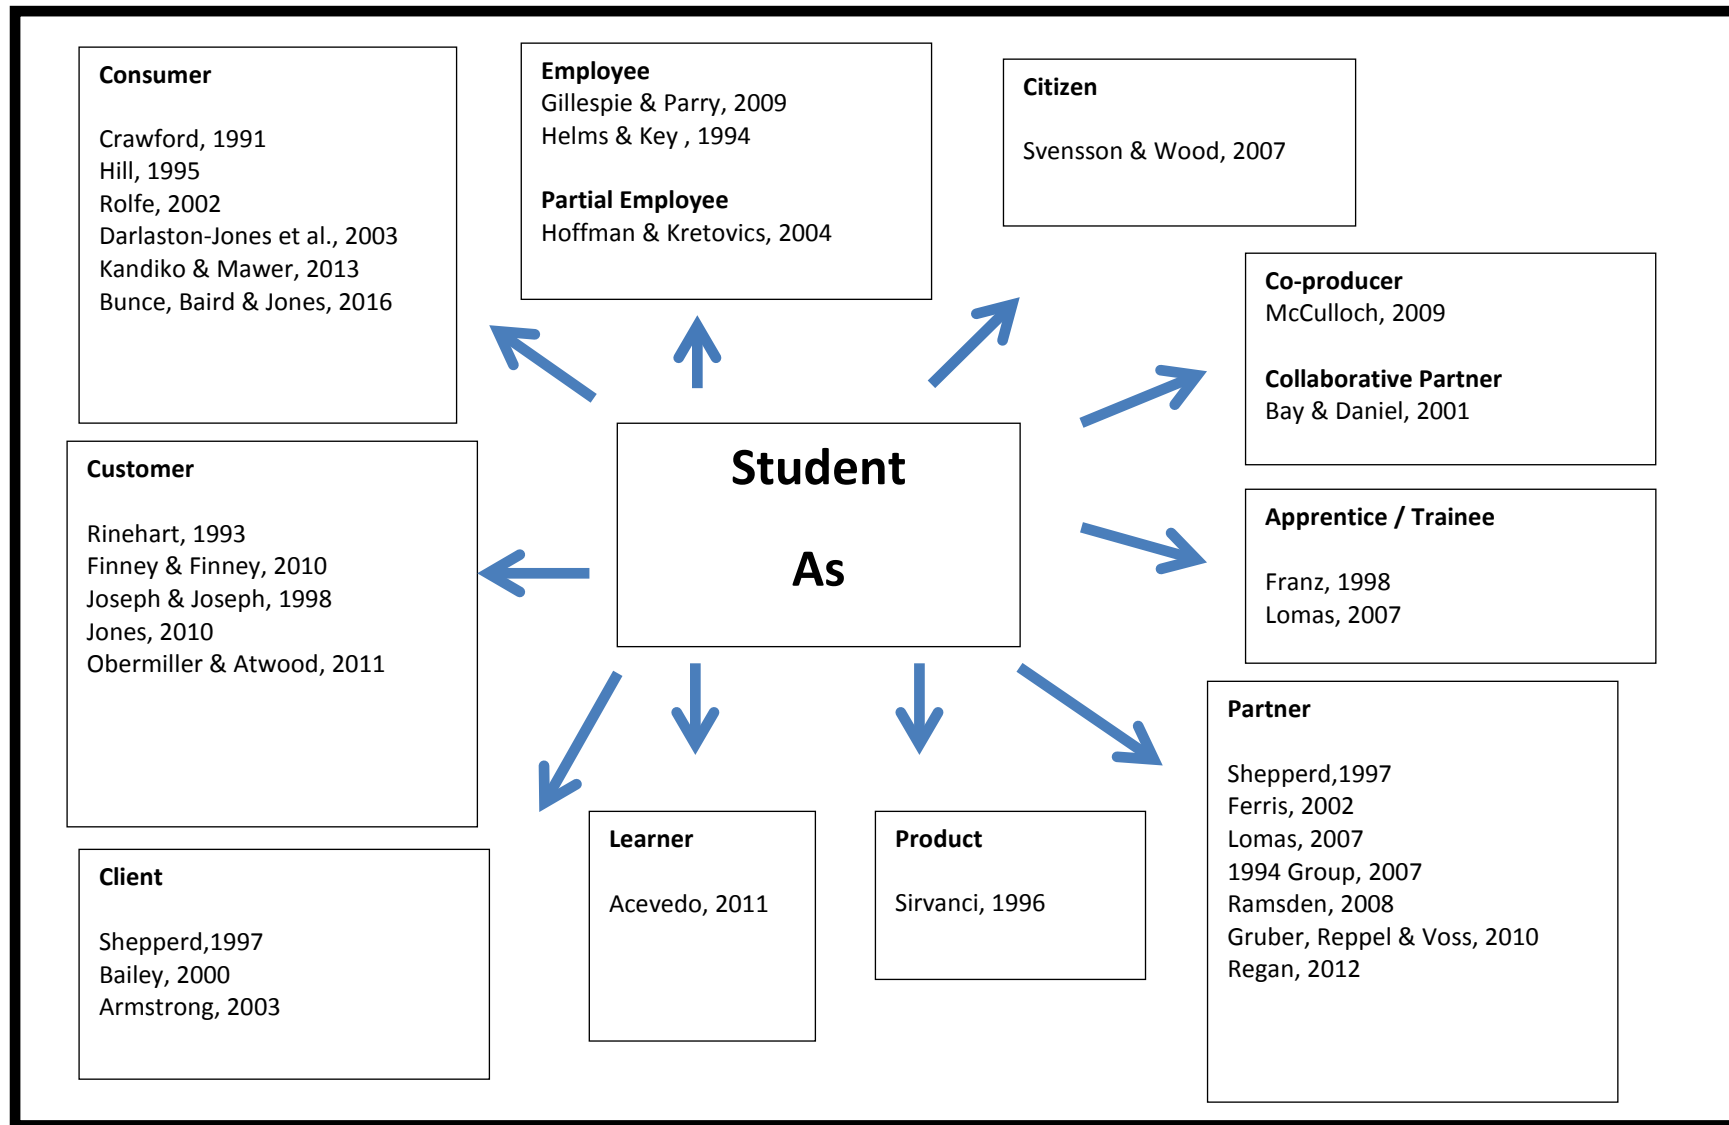 Consumer
Crawford, 1991
Hill, 1995
Rolfe, 2002
Darlaston-Jones et al., 2003
Kandiko & Mawer, 2013
Bunce, Baird & Jones, 2016
Employee
Gillespie & Parry, 2009
Helms & Key , 1994
Partial Employee
Hoffman & Kretovics, 2004
Citizen
Svensson & Wood, 2007
Co-producer
McCulloch, 2009
Collaborative Partner
Bay & Daniel, 2001
Customer
Rinehart, 1993
Finney & Finney, 2010
Joseph & Joseph, 1998
Jones, 2010
Obermiller & Atwood, 2011
Student
As
Apprentice / Trainee
Franz, 1998
Lomas, 2007
Partner
Shepperd,1997
Ferris, 2002
Lomas, 2007
1994 Group, 2007
Ramsden, 2008
Gruber, Reppel & Voss, 2010
Regan, 2012
Client
Shepperd,1997
Bailey, 2000
Armstrong, 2003
Learner
Acevedo, 2011
Product
Sirvanci, 1996